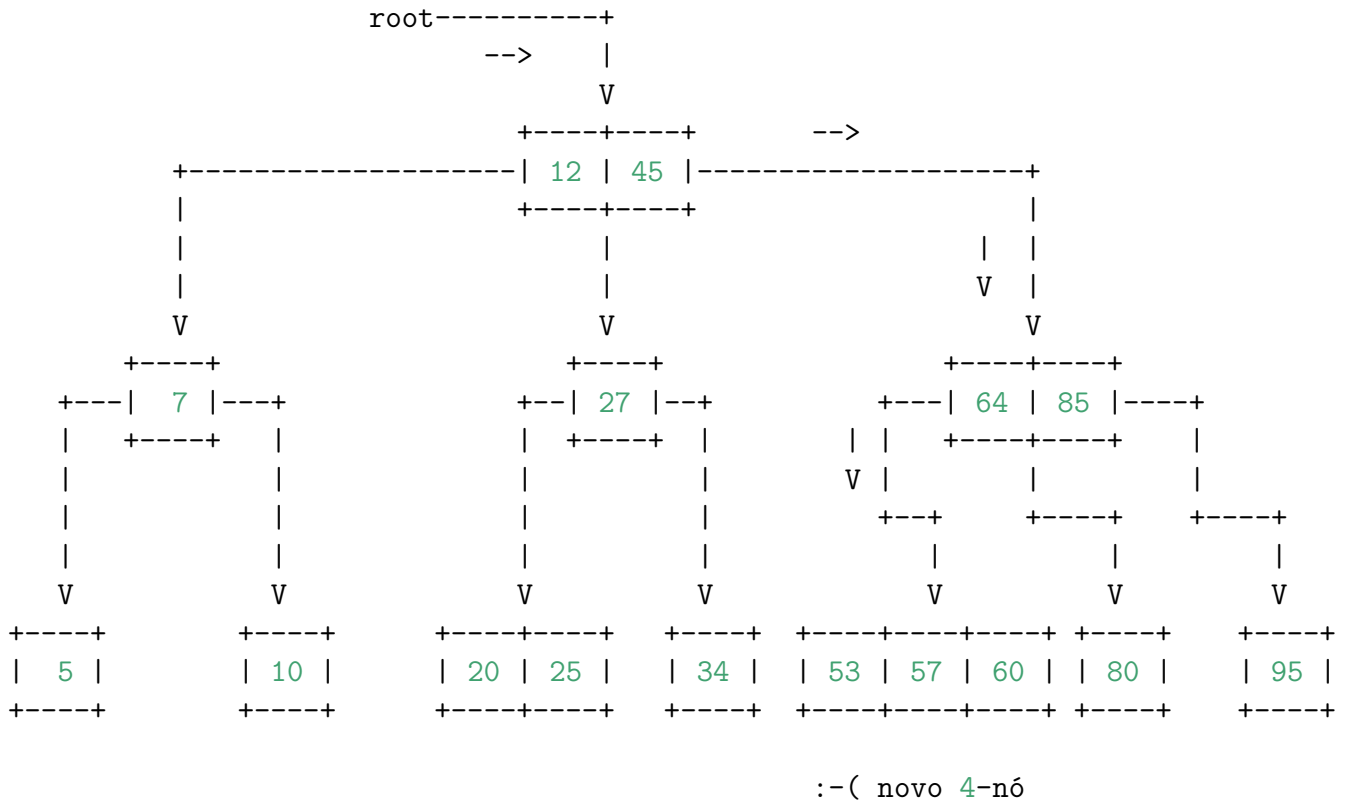 root----------+
-->    |
V
+----+----+       -->
+--------------------| 12 | 45 |--------------------+
|                    +----+----+                    |
|                         |                      |  |
|                         |                      V  |
V                         V                         V
+----+                     +----+                 +----+----+
+---|  7 |---+              +--| 27 |--+          +---| 64 | 85 |----+
|   +----+   |              |  +----+  |        | |   +----+----+    |
|            |              |          |        V |        |         |
|            |              |          |          +--+     +----+    +----+
|            |              |          |             |          |         |
V            V              V          V             V          V         V
+----+        +----+      +----+----+   +----+  +----+----+----+ +----+    +----+
|  5 |        | 10 |      | 20 | 25 |   | 34 |  | 53 | 57 | 60 | | 80 |    | 95 |
+----+        +----+      +----+----+   +----+  +----+----+----+ +----+    +----+
:-( novo 4-nó